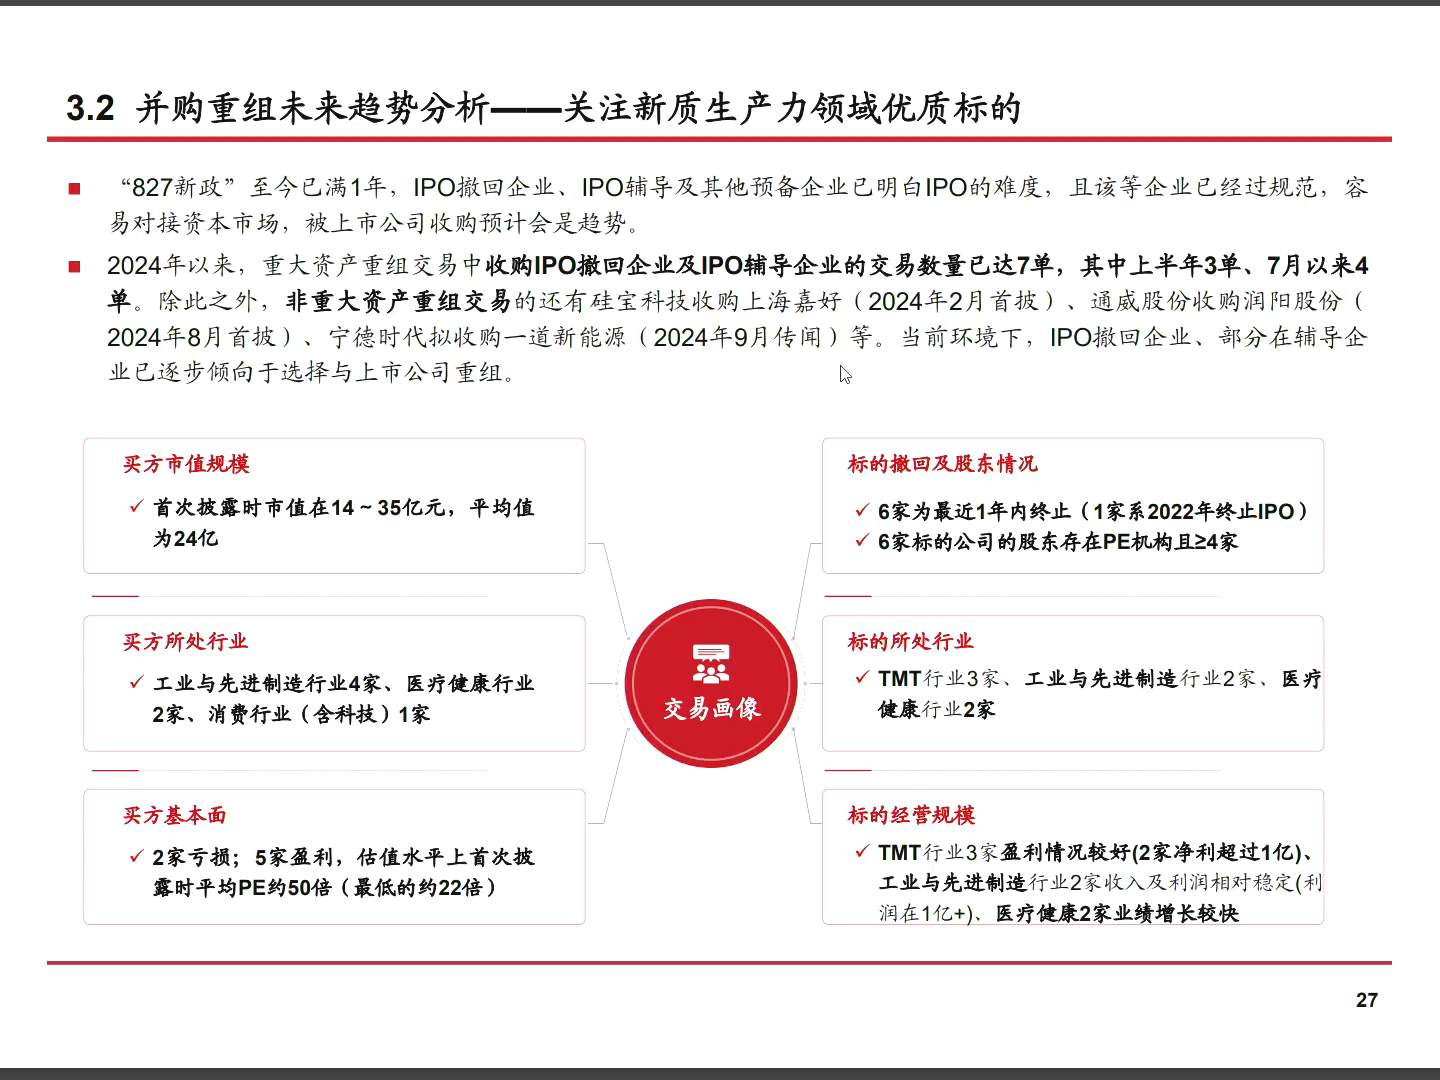 3.2 并购重组未来趋势分析——关注新质生产力领域优质标的
“827新政”至今已满1年，IPO撤回企业、IPO辅导及其他预备企业已明白IPO的难度，且该等企业已经过规范，容
易对接资本市场，被上市公司收购预计会是趋势。
2024年以来，重大资产重组交易中收购IPO撤回企业及IPO辅导企业的交易数量已达7单，其中上半年3单、7月以来4
单。除此之外，非重大资产重组交易的还有硅宝科技收购上海嘉好（2024年2月首披）、通威股份收购润阳股份（
2024年8月首披）、宁德时代拟收购一道新能源（2024年9月传闻）等。当前环境下，IPO撤回企业、部分在辅导企
业已逐步倾向于选择与上市公司重组。
买方市值规模
✓ 首次披露时市值在14～35亿元，平均值
为24亿
买方所处行业
✓ 工业与先进制造行业4家、医疗健康行业
2家、消费行业（含科技）1家
买方基本面
✓ 2家亏损；5家盈利，估值水平上首次披
露时平均PE约50倍（最低的约22倍）
交易画像
标的撤回及股东情况
✓ 6家为最近1年内终止（1家系2022年终止IPO）
✓ 6家标的公司的股东存在PE机构且≥4家
标的所处行业
✓ TMT行业3家、工业与先进制造行业2家、医疗
健康行业2家
标的经营规模
✓ TMT行业3家盈利情况较好(2家净利超过1亿)、
工业与先进制造行业2家收入及利润相对稳定(利
润在1亿+)、医疗健康2家业绩增长较快
27